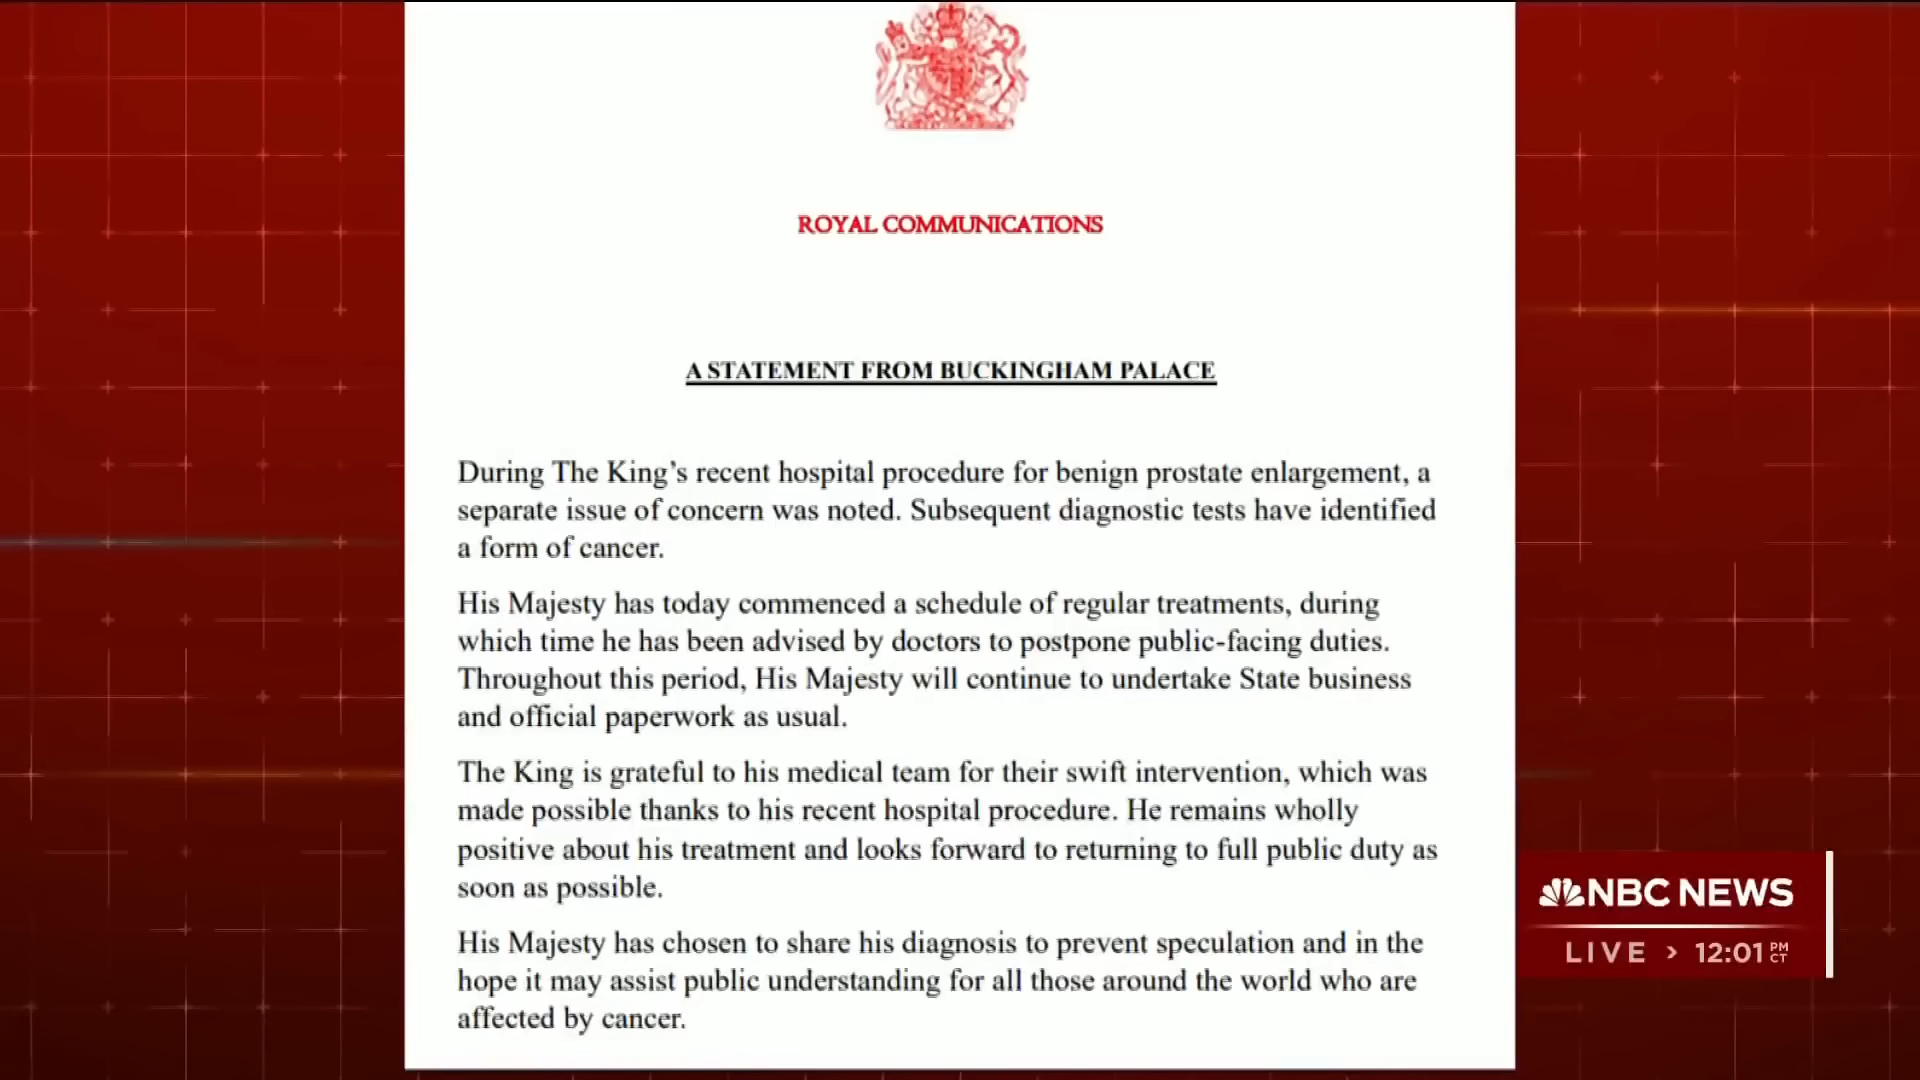 ROYAL COMMUNICATIONS
A STATEMENT FROM BUCKINGHAM PALACE
During The King’s recent hospital procedure for benign prostate enlargement, a
separate issue of concern was noted. Subsequent diagnostic tests have identified
a form of cancer.
His Majesty has today commenced a schedule of regular treatments, during
which time he has been advised by doctors to postpone public-facing duties.
Throughout this period, His Majesty will continue to undertake State business
and official paperwork as usual.
The King is grateful to his medical team for their swift intervention, which was
made possible thanks to his recent hospital procedure. He remains wholly
positive about his treatment and looks forward to returning to full public duty as
soon as possible.
His Majesty has chosen to share his diagnosis to prevent speculation and in the
hope it may assist public understanding for all those around the world who are
affected by cancer.
NBC NEWS
LIVE > 12:01 PM CT